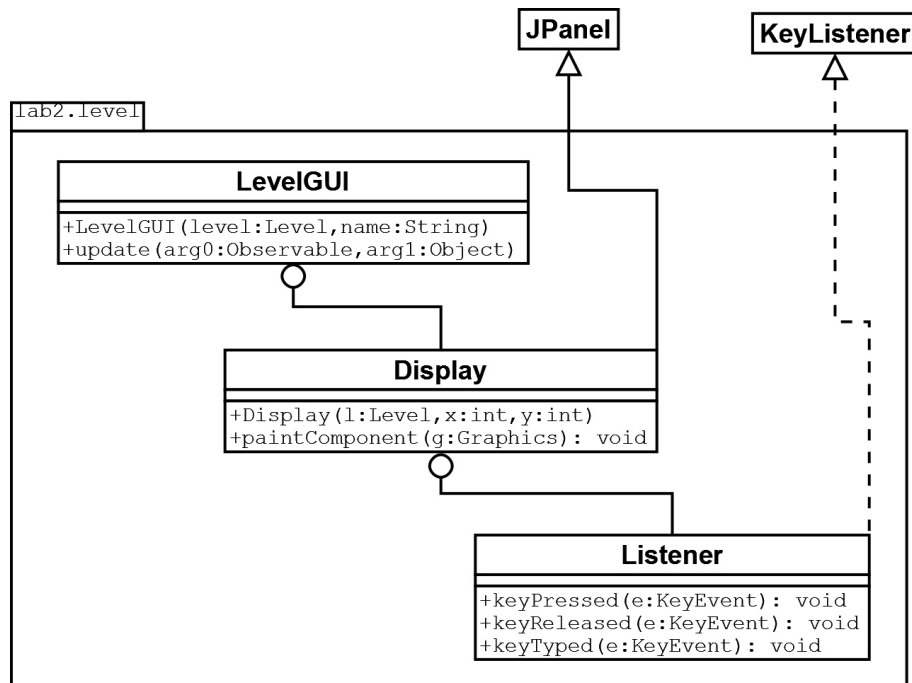 JPanel
KeyListener
lab2.level
LevelGUI
+LevelGUI(level:Level,name:String)
+update(arg0:Observable,arg1:Object)
Display
+Display(l:Level,x:int,y:int)
+paintComponent(g:Graphics): void
Listener
+keyPressed(e:KeyEvent): void
+keyReleased(e:KeyEvent): void
+keyTyped(e:KeyEvent): void